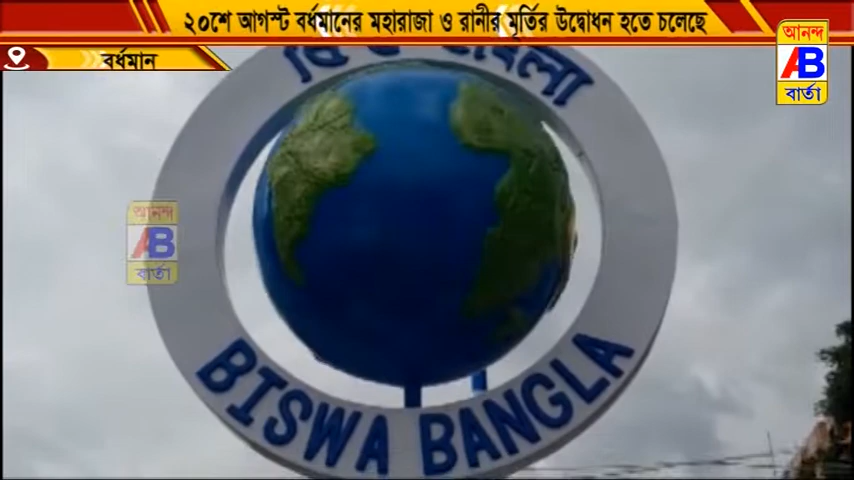 ২০শে আগস্ট বর্ধমানের মহারাজা ও রানীর মূর্তির উদ্বোধন হতে চলেছে
বর্ধমান
আনন্দ
AB
বার্তা
আনন্দ
AB
বার্তা
BISWA BANGLA